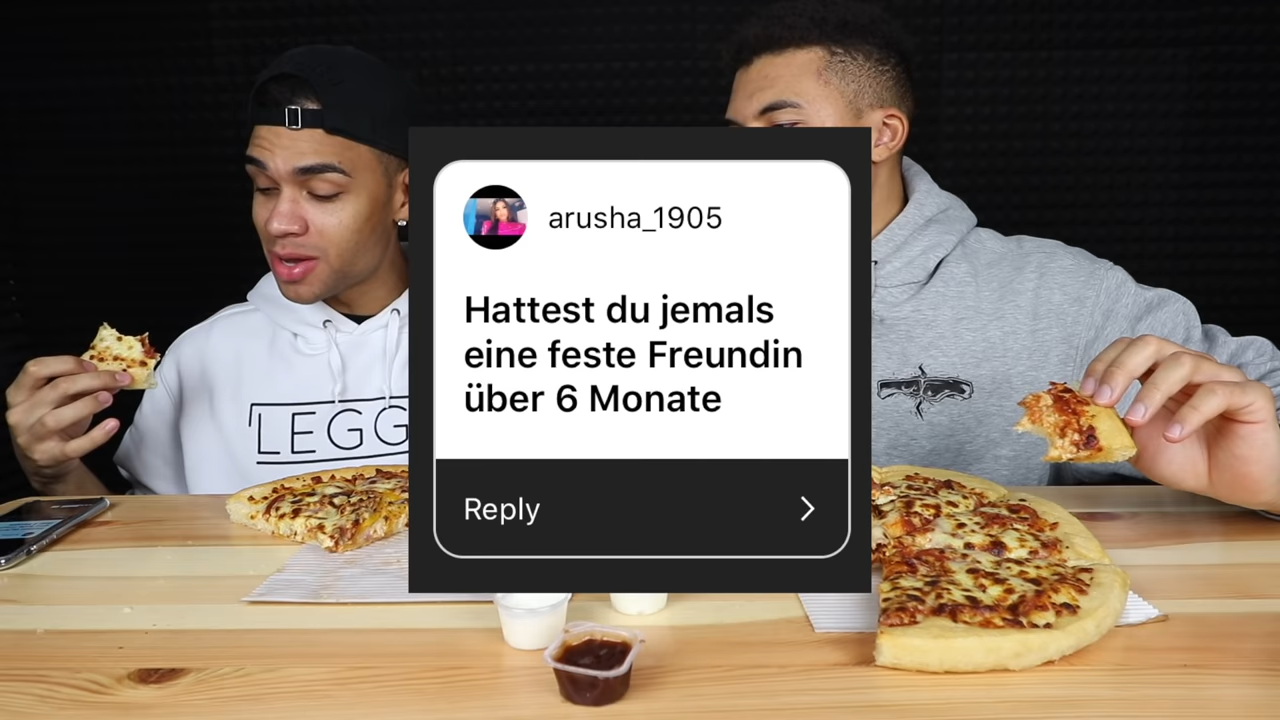 arusha_1905
Hattest du jemals
eine feste Freundin
über 6 Monate
Reply
'LEGG